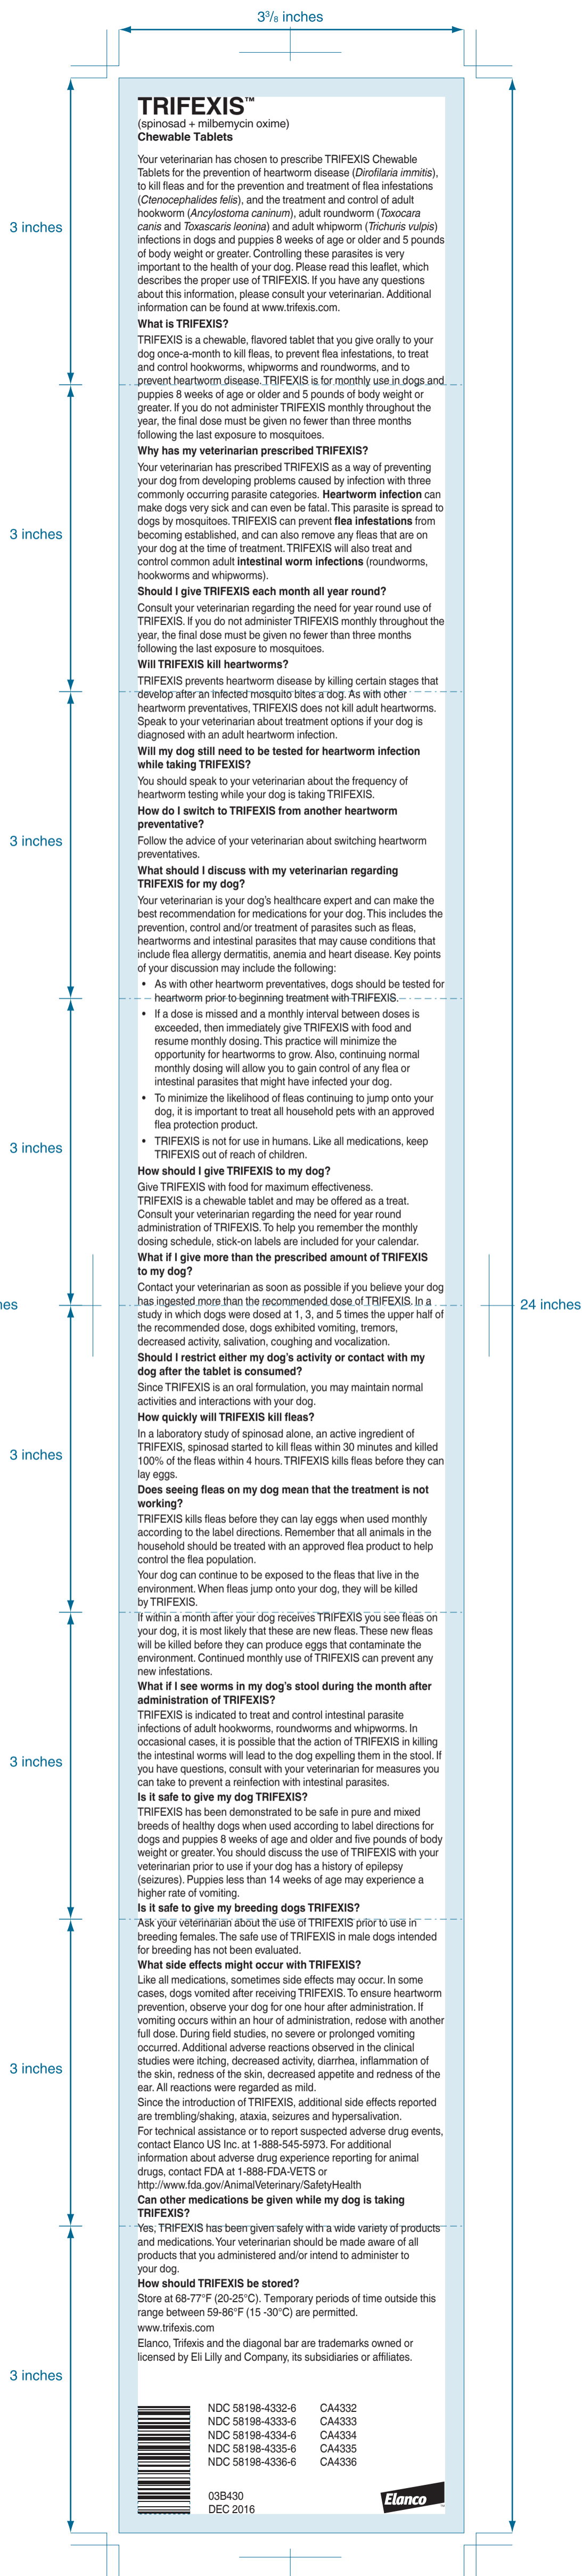 3³/₈ inches
TRIFEXIS™
(spinosad + milbemycin oxime)
Chewable Tablets
Your veterinarian has chosen to prescribe TRIFEXIS Chewable
Tablets for the prevention of heartworm disease (Dirofilaria immitis),
to kill fleas and for the prevention and treatment of flea infestations
(Ctenocephalides felis), and the treatment and control of adult
hookworm (Ancylostoma caninum), adult roundworm (Toxocara
canis and Toxascaris leonina) and adult whipworm (Trichuris vulpis)
infections in dogs and puppies 8 weeks of age or older and 5 pounds
of body weight or greater. Controlling these parasites is very
important to the health of your dog. Please read this leaflet, which
describes the proper use of TRIFEXIS. If you have any questions
about this information, please consult your veterinarian. Additional
information can be found at www.trifexis.com.
3 inches
What is TRIFEXIS?
TRIFEXIS is a chewable, flavored tablet that you give orally to your
dog once-a-month to kill fleas, to prevent flea infestations, to treat
and control hookworms, whipworms and roundworms, and to
prevent heartworm disease. TRIFEXIS is for monthly use in dogs and
puppies 8 weeks of age or older and 5 pounds of body weight or
greater. If you do not administer TRIFEXIS monthly throughout the
year, the final dose must be given no fewer than three months
following the last exposure to mosquitoes.
Why has my veterinarian prescribed TRIFEXIS?
Your veterinarian has prescribed TRIFEXIS as a way of preventing
your dog from developing problems caused by infection with three
commonly occurring parasite categories. Heartworm infection can
make dogs very sick and can even be fatal. This parasite is spread to
dogs by mosquitoes. TRIFEXIS can prevent flea infestations from
becoming established, and can also remove any fleas that are on
your dog at the time of treatment. TRIFEXIS will also treat and
control common adult intestinal worm infections (roundworms,
hookworms and whipworms).
3 inches
Should I give TRIFEXIS each month all year round?
Consult your veterinarian regarding the need for year round use of
TRIFEXIS. If you do not administer TRIFEXIS monthly throughout the
year, the final dose must be given no fewer than three months
following the last exposure to mosquitoes.
Will TRIFEXIS kill heartworms?
TRIFEXIS prevents heartworm disease by killing certain stages that
develop after an infected mosquito bites a dog. As with other
heartworm preventatives, TRIFEXIS does not kill adult heartworms.
Speak to your veterinarian about treatment options if your dog is
diagnosed with an adult heartworm infection.
Will my dog still need to be tested for heartworm infection
while taking TRIFEXIS?
You should speak to your veterinarian about the frequency of
heartworm testing while your dog is taking TRIFEXIS.
How do I switch to TRIFEXIS from another heartworm
preventative?
3 inches
Follow the advice of your veterinarian about switching heartworm
preventatives.
What should I discuss with my veterinarian regarding
TRIFEXIS for my dog?
Your veterinarian is your dog's healthcare expert and can make the
best recommendation for medications for your dog. This includes the
prevention, control and/or treatment of parasites such as fleas,
heartworms and intestinal parasites that may cause conditions that
include flea allergy dermatitis, anemia and heart disease. Key points
of your discussion may include the following:
• As with other heartworm preventatives, dogs should be tested for
heartworm prior to beginning treatment with TRIFEXIS.
• If a dose is missed and a monthly interval between doses is
exceeded, then immediately give TRIFEXIS with food and
resume monthly dosing. This practice will minimize the
opportunity for heartworms to grow. Also, continuing normal
monthly dosing will allow you to gain control of any flea or
intestinal parasites that might have infected your dog.
• To minimize the likelihood of fleas continuing to jump onto your
dog, it is important to treat all household pets with an approved
flea protection product.
• TRIFEXIS is not for use in humans. Like all medications, keep
TRIFEXIS out of reach of children.
3 inches
How should I give TRIFEXIS to my dog?
Give TRIFEXIS with food for maximum effectiveness.
TRIFEXIS is a chewable tablet and may be offered as a treat.
Consult your veterinarian regarding the need for year round
administration of TRIFEXIS. To help you remember the monthly
dosing schedule, stick-on labels are included for your calendar.
What if I give more than the prescribed amount of TRIFEXIS
to my dog?
Contact your veterinarian as soon as possible if you believe your dog
has ingested more than the recommended dose of TRIFEXIS. In a
study in which dogs were dosed at 1, 3, and 5 times the upper half of
the recommended dose, dogs exhibited vomiting, tremors,
decreased activity, salivation, coughing and vocalization.
nes
24 inches
Should I restrict either my dog's activity or contact with my
dog after the tablet is consumed?
Since TRIFEXIS is an oral formulation, you may maintain normal
activities and interactions with your dog.
How quickly will TRIFEXIS kill fleas?
In a laboratory study of spinosad alone, an active ingredient of
TRIFEXIS, spinosad started to kill fleas within 30 minutes and killed
100% of the fleas within 4 hours. TRIFEXIS kills fleas before they can
lay eggs.
3 inches
Does seeing fleas on my dog mean that the treatment is not
working?
TRIFEXIS kills fleas before they can lay eggs when used monthly
according to the label directions. Remember that all animals in the
household should be treated with an approved flea product to help
control the flea population.
Your dog can continue to be exposed to the fleas that live in the
environment. When fleas jump onto your dog, they will be killed
by TRIFEXIS.
If within a month after your dog receives TRIFEXIS you see fleas on
your dog, it is most likely that these are new fleas. These new fleas
will be killed before they can produce eggs that contaminate the
environment. Continued monthly use of TRIFEXIS can prevent any
new infestations.
What if I see worms in my dog's stool during the month after
administration of TRIFEXIS?
TRIFEXIS is indicated to treat and control intestinal parasite
infections of adult hookworms, roundworms and whipworms. In
occasional cases, it is possible that the action of TRIFEXIS in killing
the intestinal worms will lead to the dog expelling them in the stool. If
you have questions, consult with your veterinarian for measures you
can take to prevent a reinfection with intestinal parasites.
3 inches
Is it safe to give my dog TRIFEXIS?
TRIFEXIS has been demonstrated to be safe in pure and mixed
breeds of healthy dogs when used according to label directions for
dogs and puppies 8 weeks of age and older and five pounds of body
weight or greater. You should discuss the use of TRIFEXIS with your
veterinarian prior to use if your dog has a history of epilepsy
(seizures). Puppies less than 14 weeks of age may experience a
higher rate of vomiting.
Is it safe to give my breeding dogs TRIFEXIS?
Ask your veterinarian about the use of TRIFEXIS prior to use in
breeding females. The safe use of TRIFEXIS in male dogs intended
for breeding has not been evaluated.
What side effects might occur with TRIFEXIS?
Like all medications, sometimes side effects may occur. In some
cases, dogs vomited after receiving TRIFEXIS. To ensure heartworm
prevention, observe your dog for one hour after administration. If
vomiting occurs within an hour of administration, redose with another
full dose. During field studies, no severe or prolonged vomiting
occurred. Additional adverse reactions observed in the clinical
studies were itching, decreased activity, diarrhea, inflammation of
the skin, redness of the skin, decreased appetite and redness of the
ear. All reactions were regarded as mild.
3 inches
Since the introduction of TRIFEXIS, additional side effects reported
are trembling/shaking, ataxia, seizures and hypersalivation.
For technical assistance or to report suspected adverse drug events,
contact Elanco US Inc. at 1-888-545-5973. For additional
information about adverse drug experience reporting for animal
drugs, contact FDA at 1-888-FDA-VETS or
http://www.fda.gov/AnimalVeterinary/SafetyHealth
Can other medications be given while my dog is taking
TRIFEXIS?
Yes, TRIFEXIS has been given safely with a wide variety of products
and medications. Your veterinarian should be made aware of all
products that you administered and/or intend to administer to
your dog.
How should TRIFEXIS be stored?
Store at 68-77°F (20-25°C). Temporary periods of time outside this
range between 59-86°F (15 -30°C) are permitted.
www.trifexis.com
Elanco, Trifexis and the diagonal bar are trademarks owned or
licensed by Eli Lilly and Company, its subsidiaries or affiliates.
3 inches
NDC 58198-4332-6 CA4332
NDC 58198-4333-6 CA4333
NDC 58198-4334-6 CA4334
NDC 58198-4335-6 CA4335
NDC 58198-4336-6 CA4336
03B430
DEC 2016
Elanco